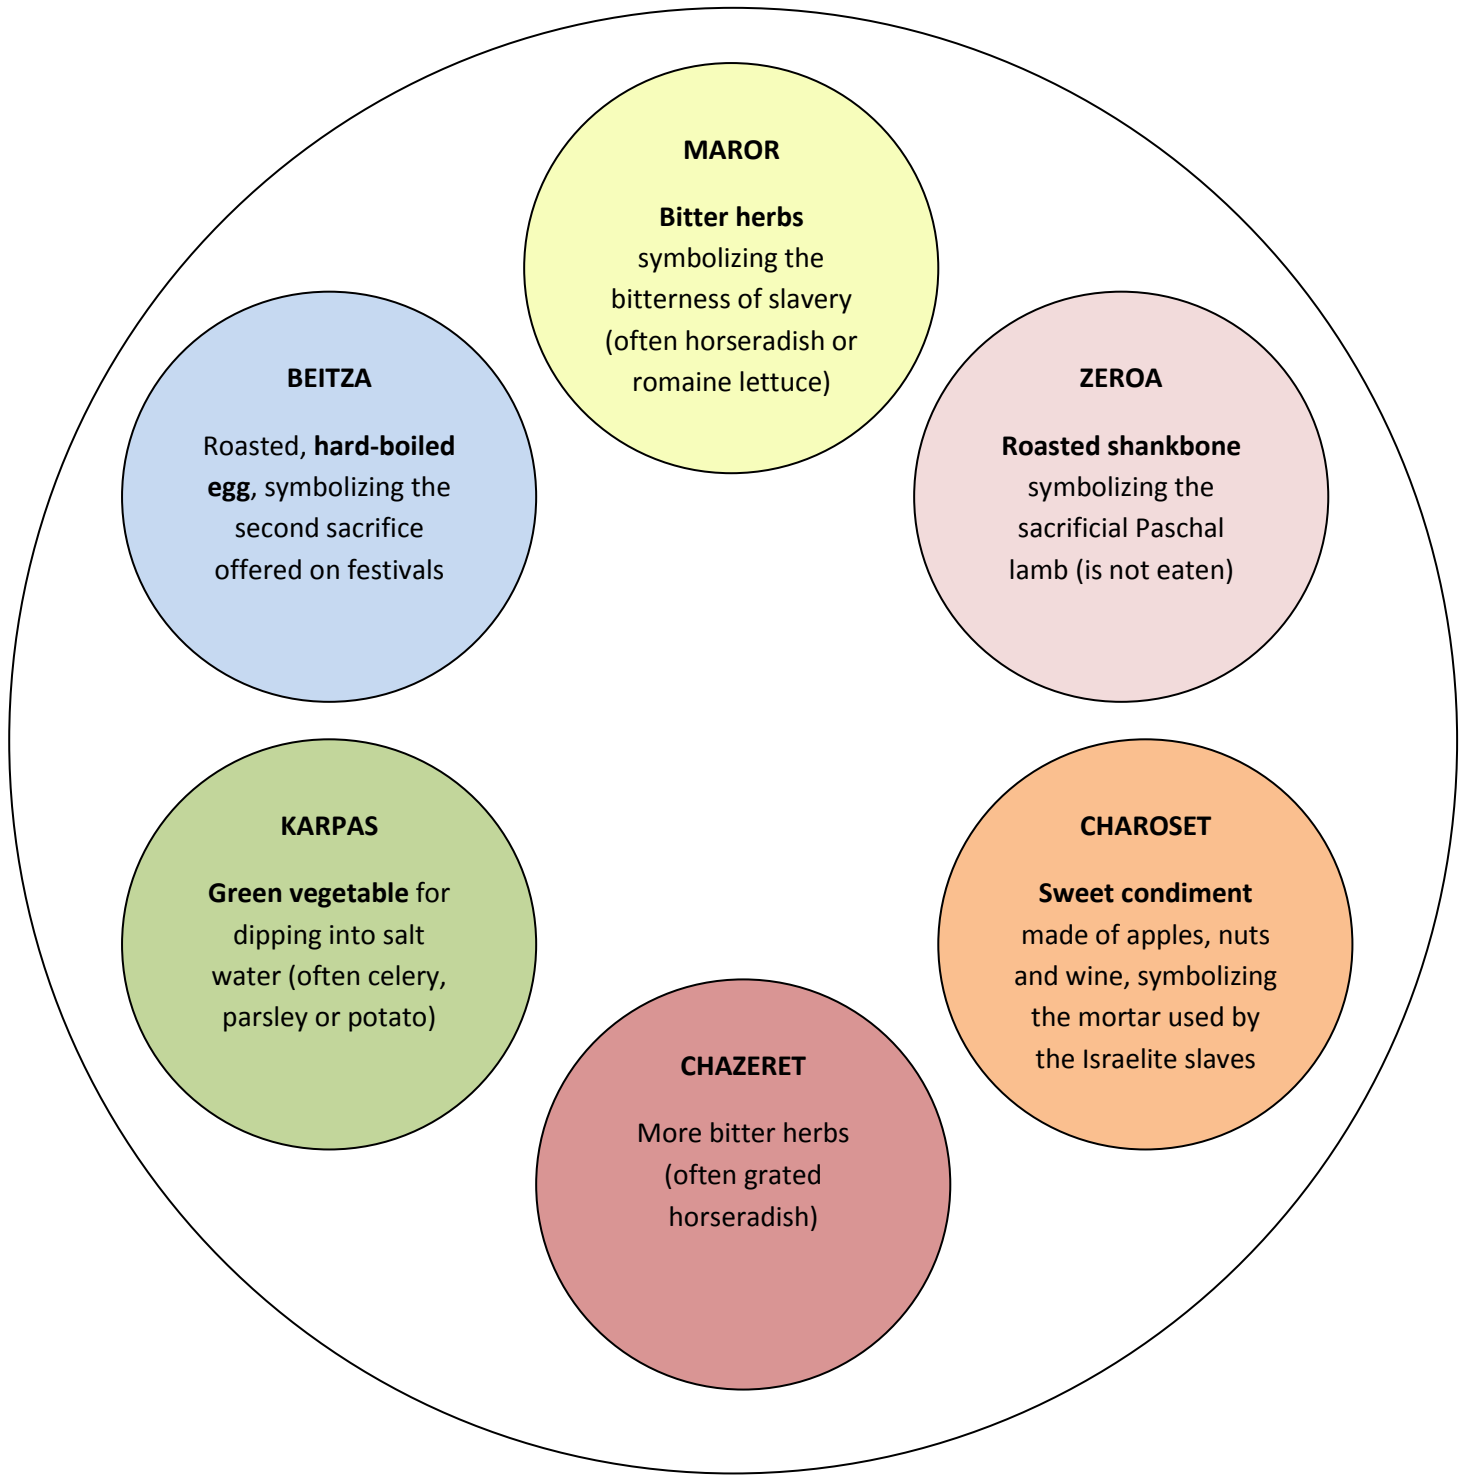 MAROR
Bitter herbs
symbolizing the
bitterness of slavery
(often horseradish or
romaine lettuce)
BEITZA
Roasted, hard-boiled
egg, symbolizing the
second sacrifice
offered on festivals
ZEROA
Roasted shankbone
symbolizing the
sacrificial Paschal
lamb (is not eaten)
KARPAS
Green vegetable for
dipping into salt
water (often celery,
parsley or potato)
CHAROSET
Sweet condiment
made of apples, nuts
and wine, symbolizing
the mortar used by
the Israelite slaves
CHAZERET
More bitter herbs
(often grated
horseradish)